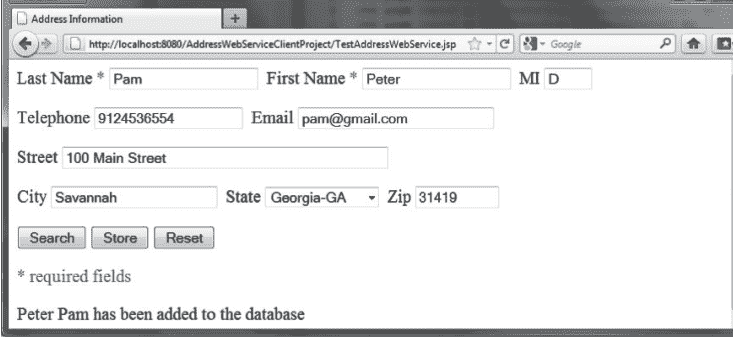 Address Information
http://localhost:8080/AddressWebServiceClientProject/TestAddressWebService.jsp Google
Last Name * Pam First Name * Peter MI D
Telephone 9124536554 Email pam@gmail.com
Street 100 Main Street
City Savannah State Georgia-GA Zip 31419
Search Store Reset
* required fields
Peter Pam has been added to the database